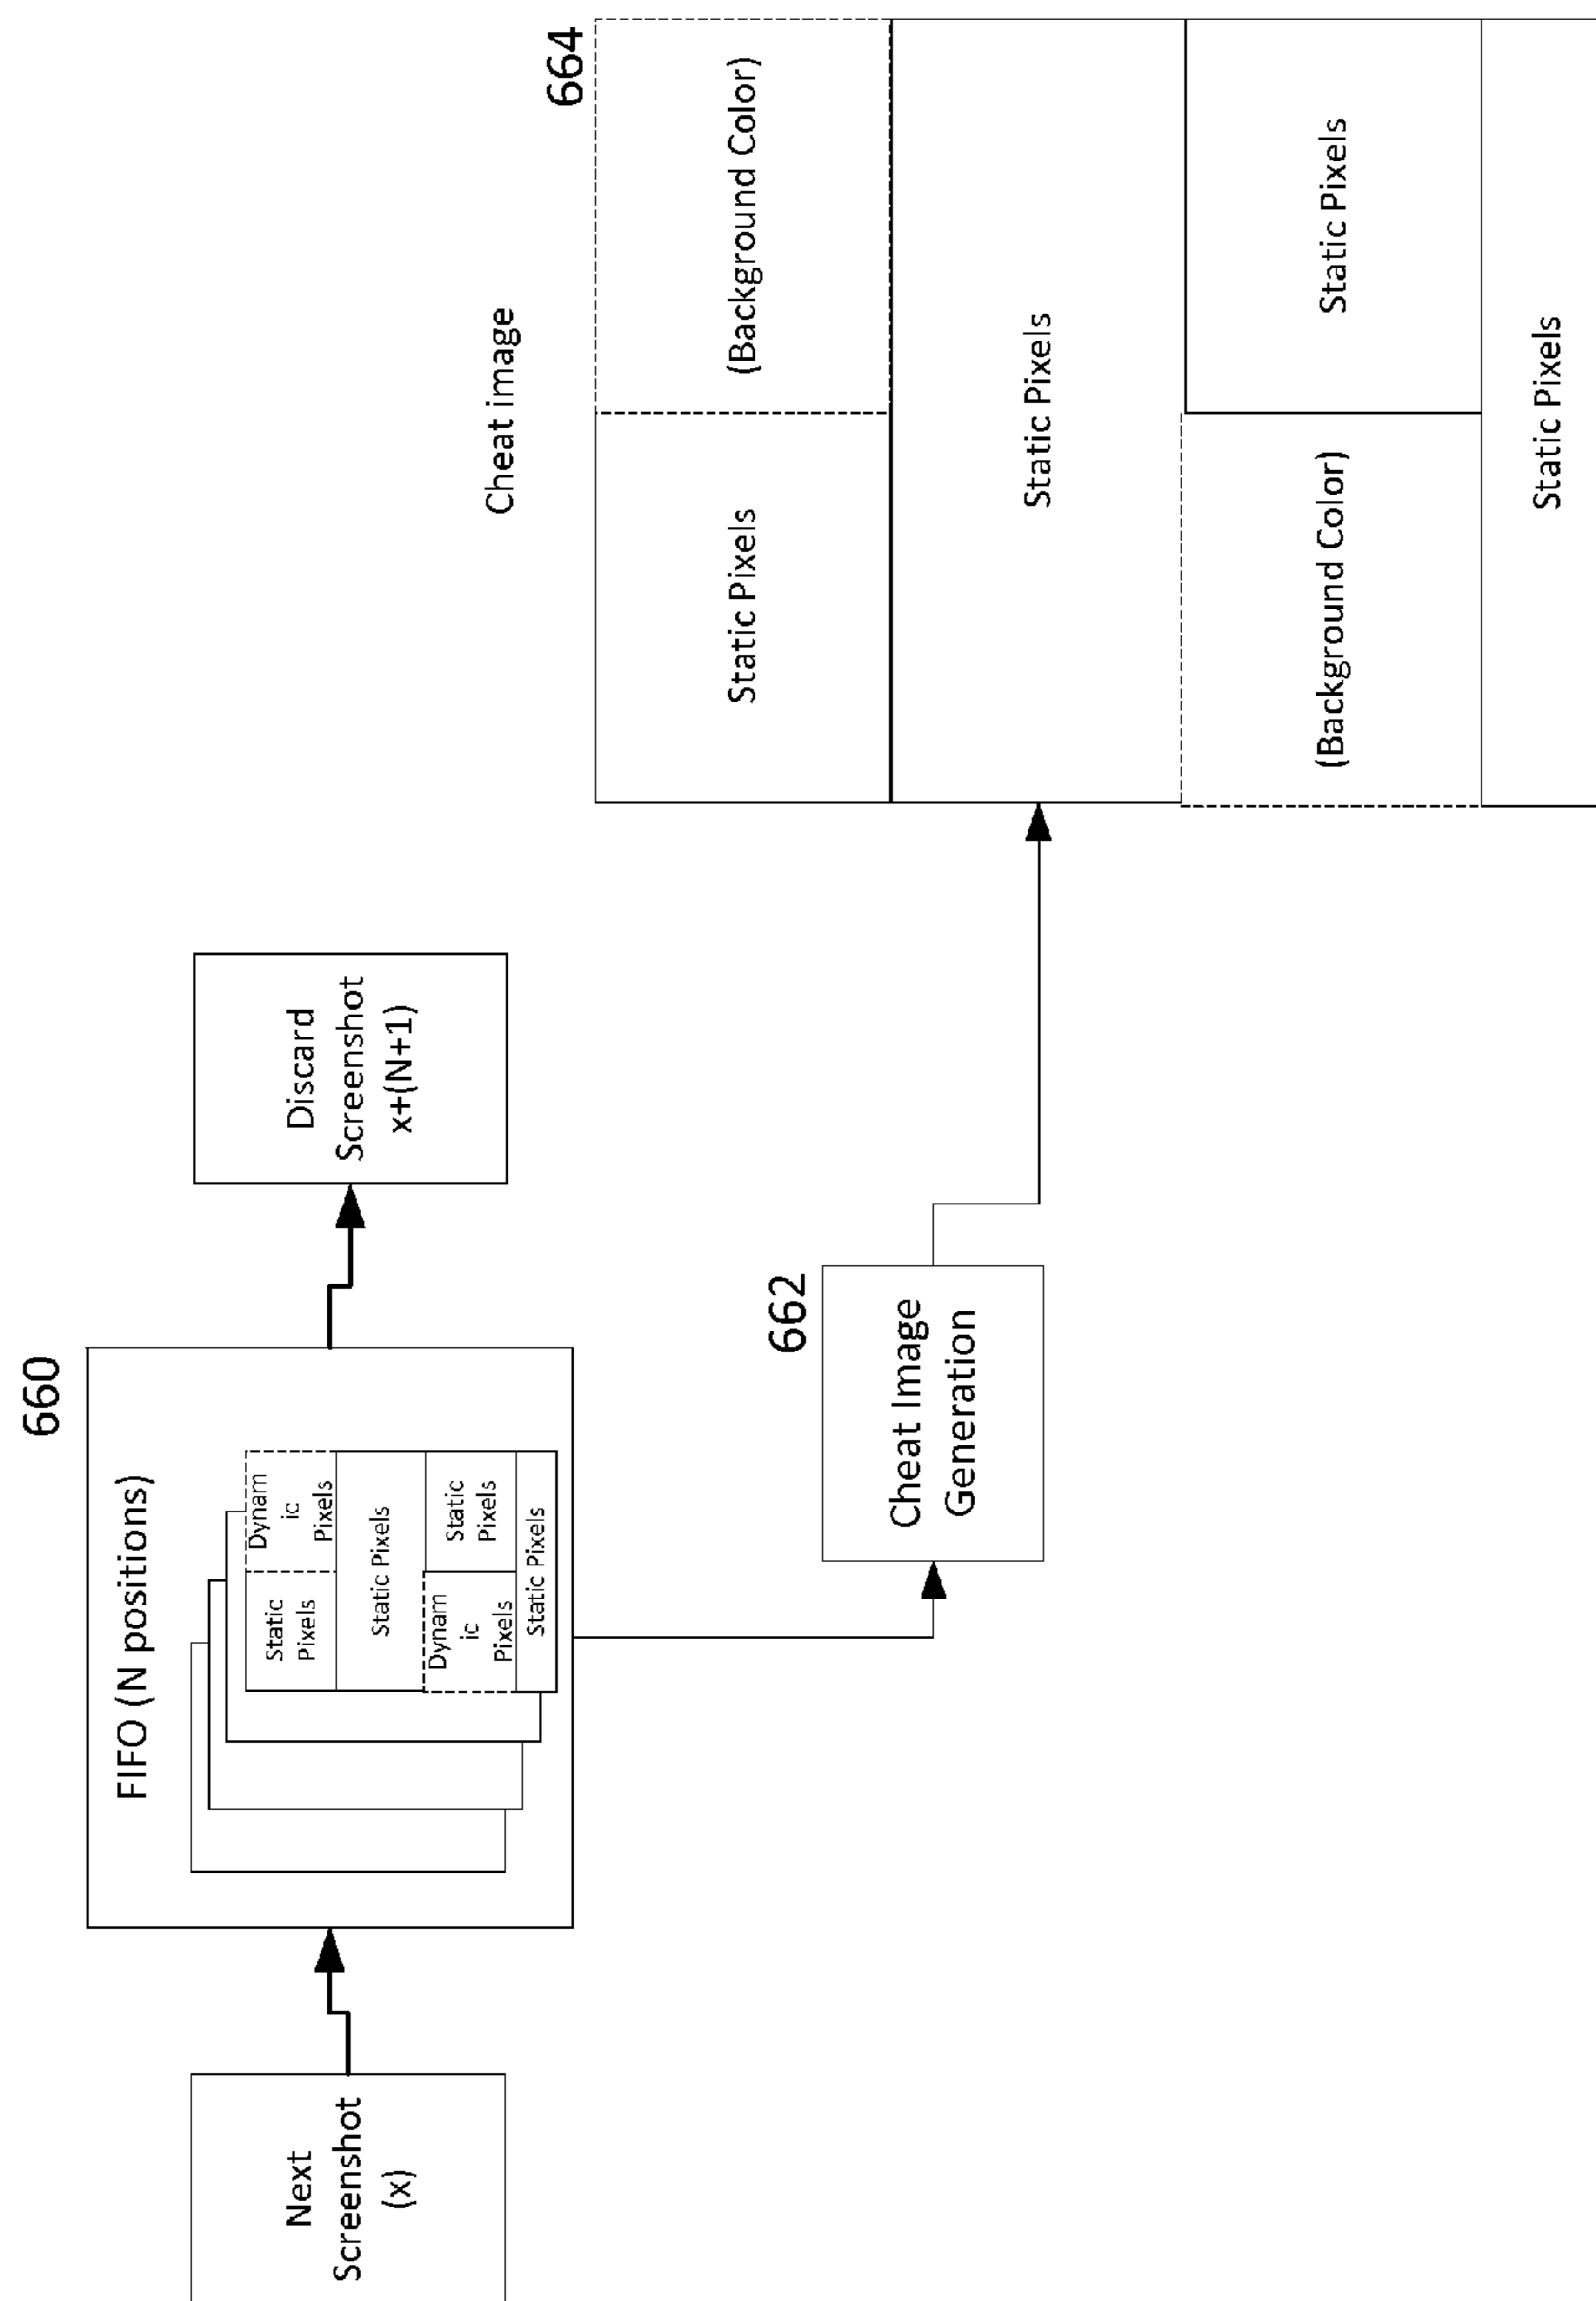 660
FIFO (N positions)
Next
Screenshot
(x)
Static
Pixels
Dynam
ic
Pixels
Static Pixels
Dynam
ic
Pixels
Static
Pixels
Static Pixels
Discard
Screenshot
x+(N+1)
662
Cheat Image
Generation
Cheat image
664
Static Pixels
(Background Color)
Static Pixels
(Background Color)
Static Pixels
Static Pixels